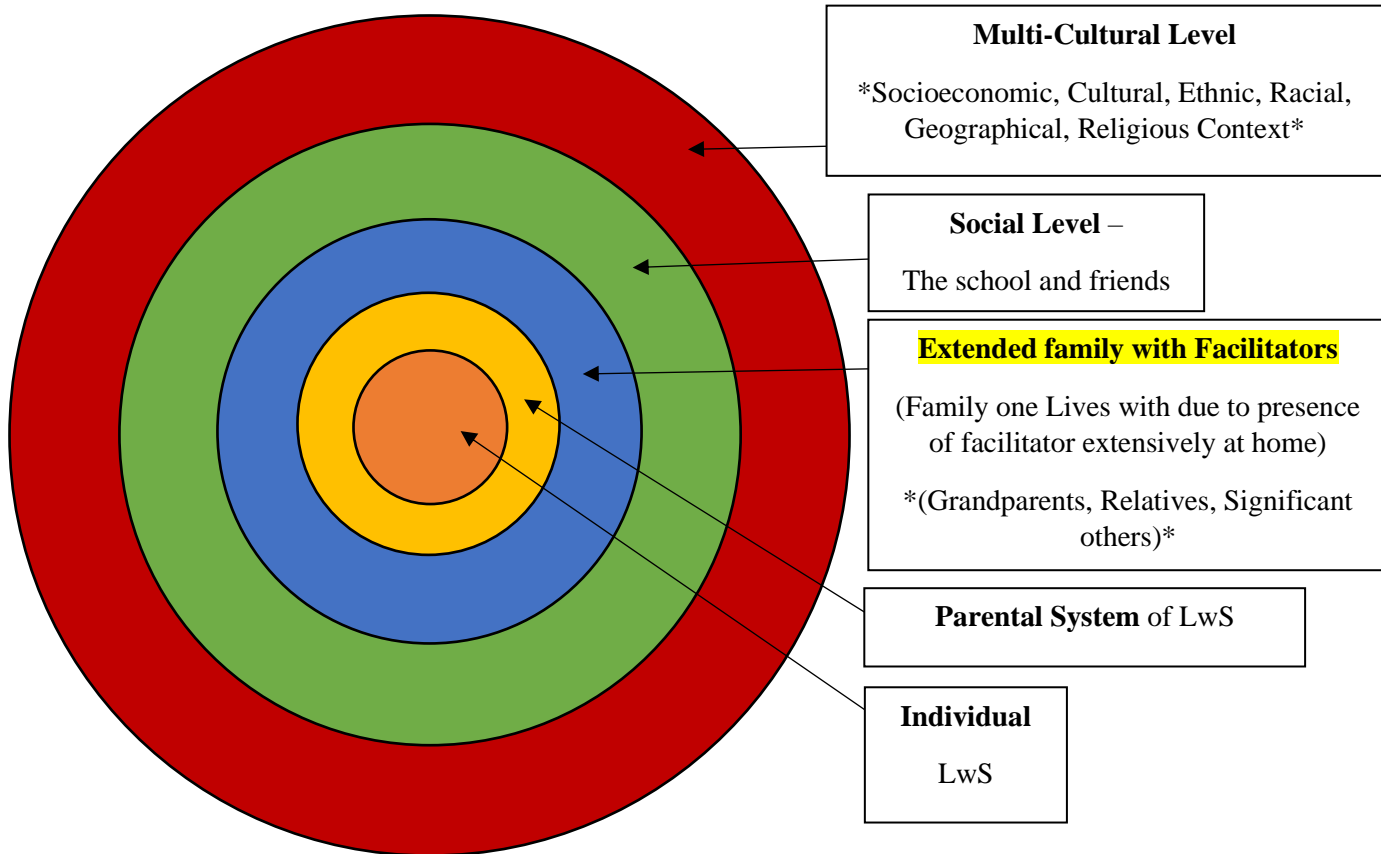 Multi-Cultural Level
*Socioeconomic, Cultural, Ethnic, Racial,
Geographical, Religious Context*
Social Level –
The school and friends
Extended family with Facilitators
(Family one Lives with due to presence
of facilitator extensively at home)
*(Grandparents, Relatives, Significant
others)*
Parental System of LwS
Individual
LwS